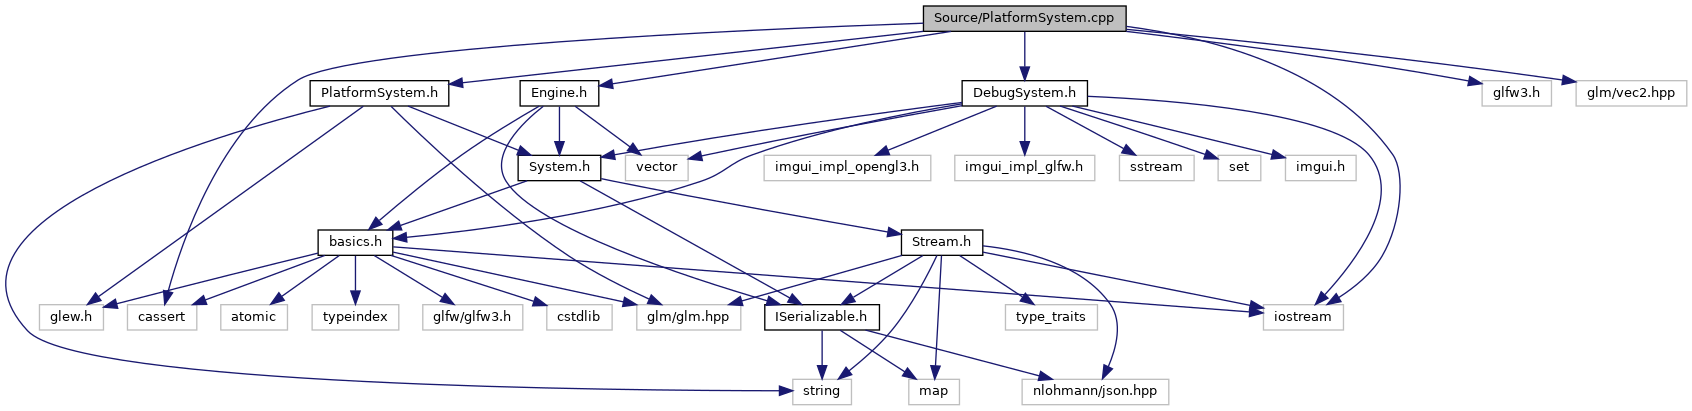 Source/PlatformSystem.cpp
PlatformSystem.h
Engine.h
DebugSystem.h
glfw3.h
glm/vec2.hpp
System.h
vector
imgui_impl_opengl3.h
imgui_impl_glfw.h
sstream
set
imgui.h
basics.h
Stream.h
glew.h
cassert
atomic
typeindex
glfw/glfw3.h
cstdlib
glm/glm.hpp
ISerializable.h
type_traits
iostream
string
map
nlohmann/json.hpp